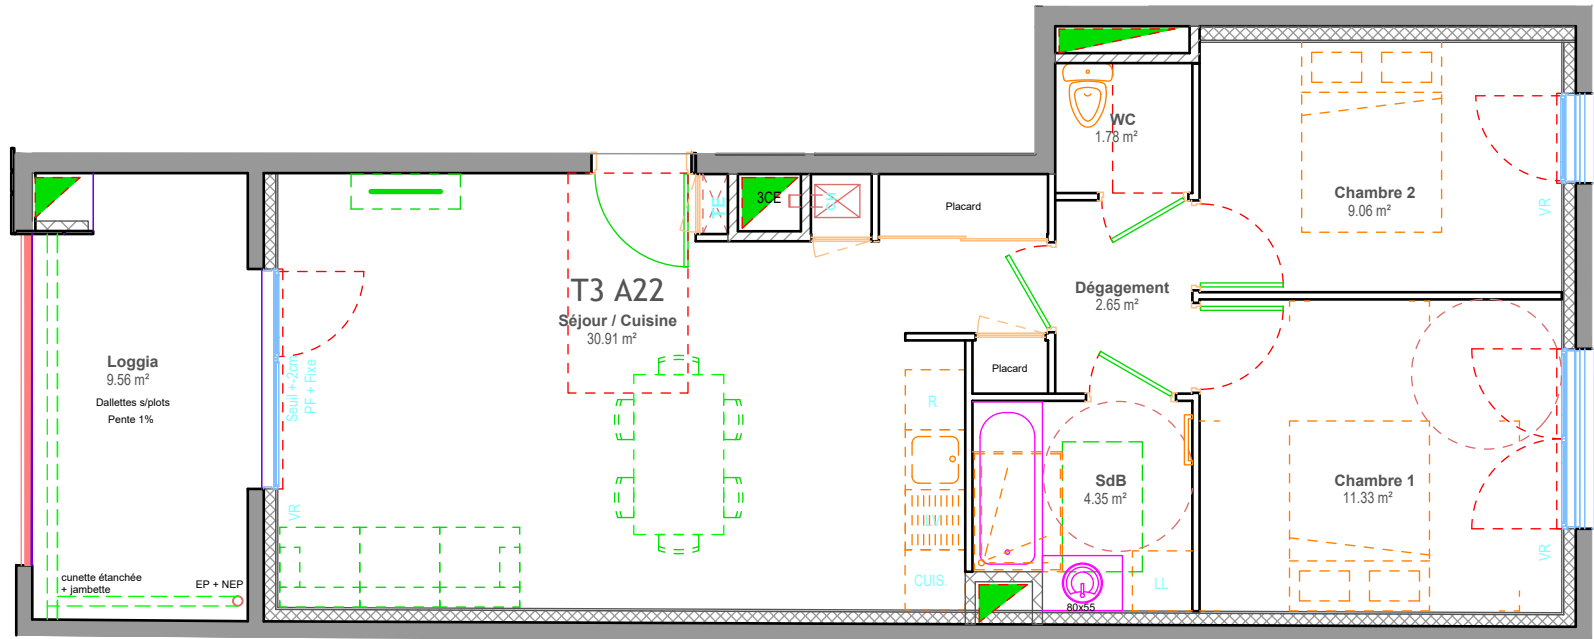 WC
1.78 m²
Chambre 2
9.06 m²
VR
3CE
TE
Placard
T3 A22
Séjour / Cuisine
30.91 m²
Dégagement
2.65 m²
Loggia
9.56 m²
Dallettes s/plots
Pente 1%
Seuil +-2cm
PF + Fixe
VR
Placard
R
LV
CUIS.
SdB
4.35 m²
LL
80x55
Chambre 1
11.33 m²
VR
cunette étanchée
+ jambette
EP + NEP